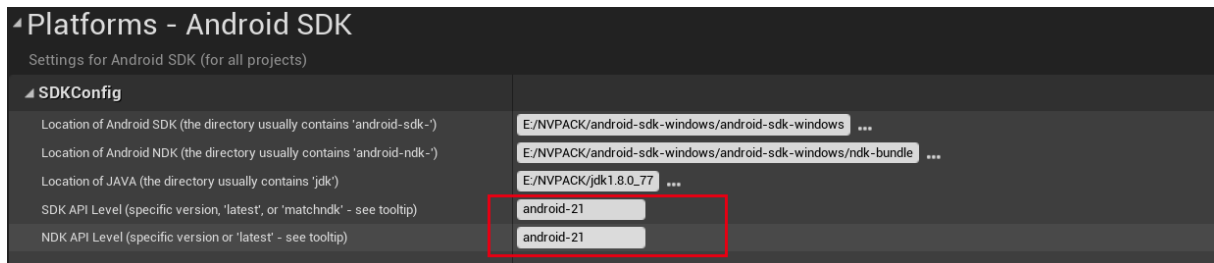 Platforms - Android SDK
Settings for Android SDK (for all projects)
SDKConfig
Location of Android SDK (the directory usually contains 'android-sdk-') E:/NVPACK/android-sdk-windows/android-sdk-windows ...
Location of Android NDK (the directory usually contains 'android-ndk-') E:/NVPACK/android-sdk-windows/android-sdk-windows/ndk-bundle ...
Location of JAVA (the directory usually contains 'jdk') E:/NVPACK/jdk1.8.0_77 ...
SDK API Level (specific version, 'latest', or 'matchndk' - see tooltip) android-21
NDK API Level (specific version or 'latest' - see tooltip) android-21